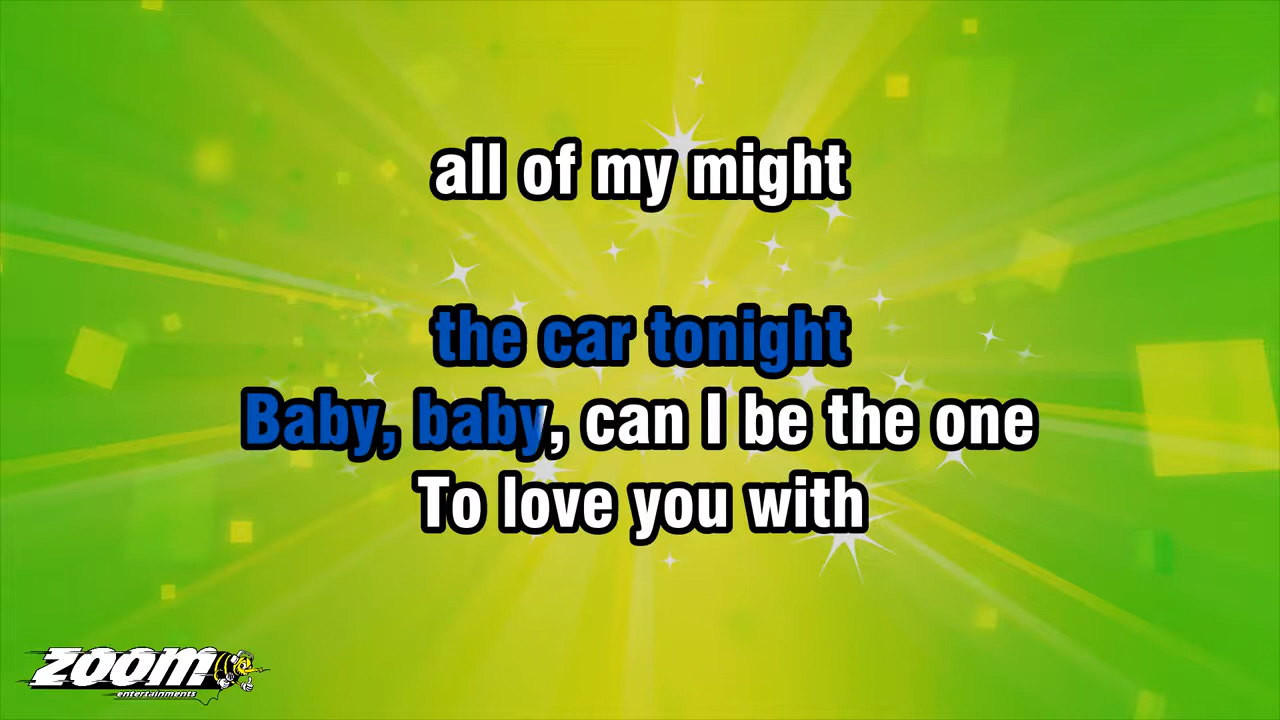 all of my might
the car tonight
Baby, baby, can I be the one
To love you with
ZOOM
entertainments